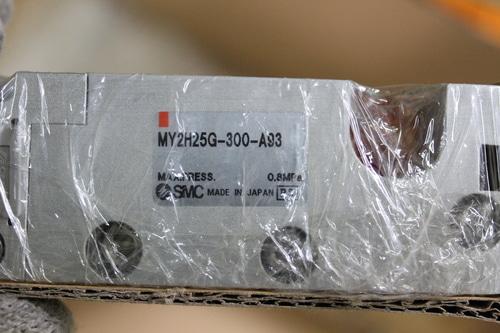 MY2H25G-300-A93
MAX.PRESS. 0.8MPa
SMC MADE IN JAPAN